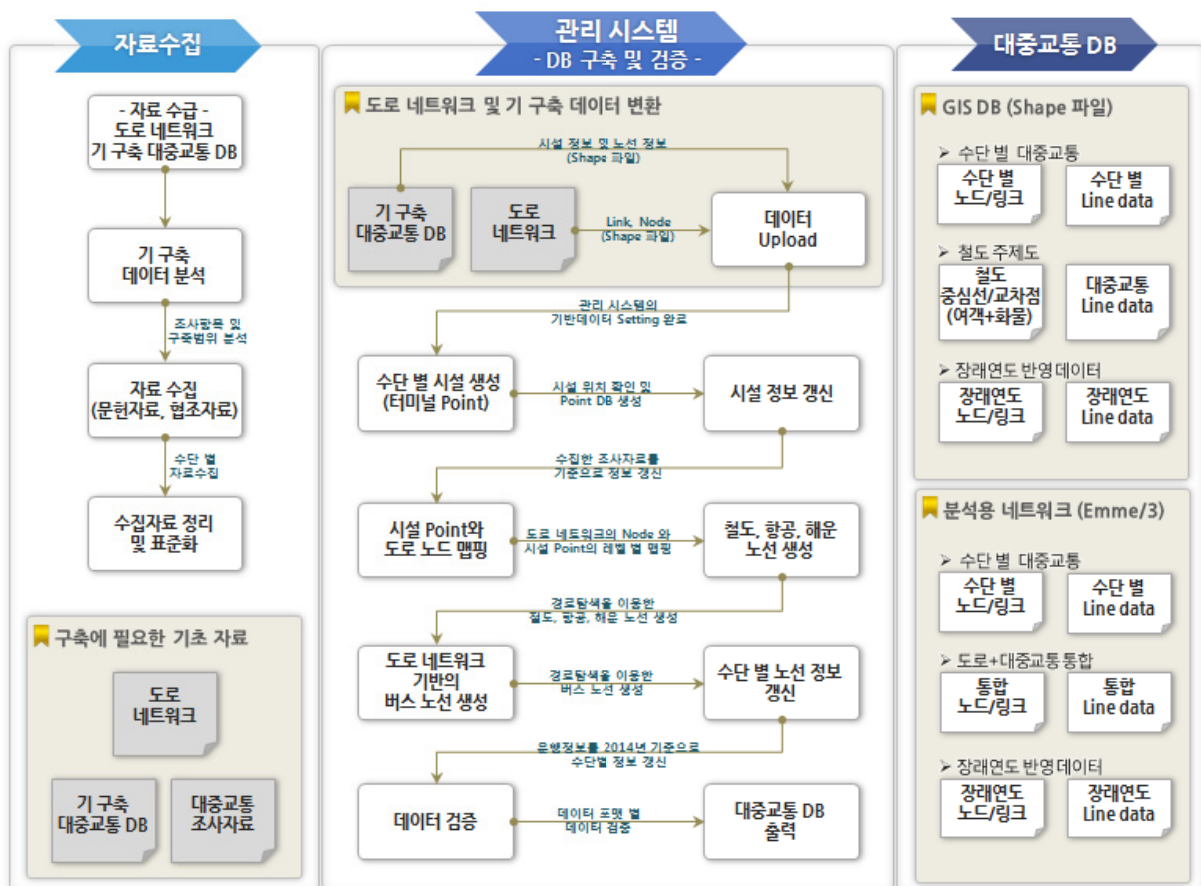 자료수집
- 자료 수급 -
도로 네트워크
기 구축 대중교통 DB
기 구축
데이터 분석
조사항목 및
구축범위 분석
자료 수집
(문헌자료, 협조자료)
수단 별
자료수집
수집자료 정리
및 표준화
구축에 필요한 기초 자료
도로
네트워크
기 구축
대중교통 DB
대중교통
조사자료
관리 시스템
- DB 구축 및 검증 -
도로 네트워크 및 기 구축 데이터 변환
시설 정보 및 노선 정보
(Shape 파일)
기 구축
대중교통 DB
도로
네트워크
Link, Node
(Shape 파일)
데이터
Upload
관리 시스템의
기반데이터 Setting 완료
수단 별 시설 생성
(터미널 Point)
시설 위치 확인 및
Point DB 생성
시설 정보 갱신
수집한 조사자료를
기준으로 정보 갱신
시설 Point와
도로 노드 맵핑
도로 네트워크의 Node 와
시설 Point의 레벨 별 맵핑
철도, 항공, 해운
노선 생성
경로탐색을 이용한
철도, 항공, 해운 노선 생성
도로 네트워크
기반의
버스 노선 생성
경로탐색을 이용한
버스 노선 생성
수단 별 노선 정보
갱신
운행정보를 2014년 기준으로
수단별 정보 갱신
데이터 검증
데이터 포맷 별
데이터 검증
대중교통 DB
출력
대중교통 DB
GIS DB (Shape 파일)
➢ 수단 별 대중교통
수단 별
노드/링크
수단 별
Line data
➢ 철도 주제도
철도
중심선/교차점
(여객+화물)
대중교통
Line data
➢ 장래연도 반영 데이터
장래연도
노드/링크
장래연도
Line data
분석용 네트워크 (Emme/3)
➢ 수단 별 대중교통
수단 별
노드/링크
수단 별
Line data
➢ 도로+대중교통 통합
통합
노드/링크
통합
Line data
➢ 장래연도 반영 데이터
장래연도
노드/링크
장래연도
Line data